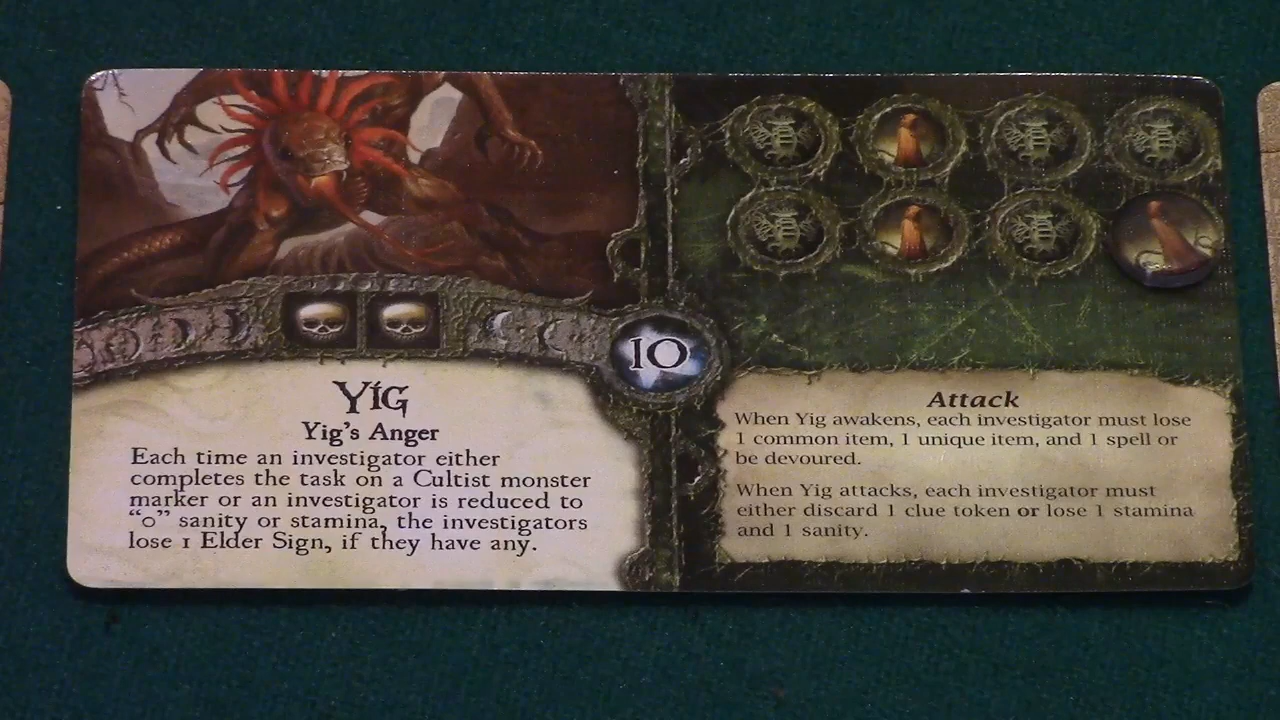 10
Yig
Yig's Anger
Each time an investigator either
completes the task on a Cultist monster
marker or an investigator is reduced to
"0" sanity or stamina, the investigators
lose 1 Elder Sign, if they have any.
Attack
When Yig awakens, each investigator must lose
1 common item, 1 unique item, and 1 spell or
be devoured.
When Yig attacks, each investigator must
either discard 1 clue token or lose 1 stamina
and 1 sanity.